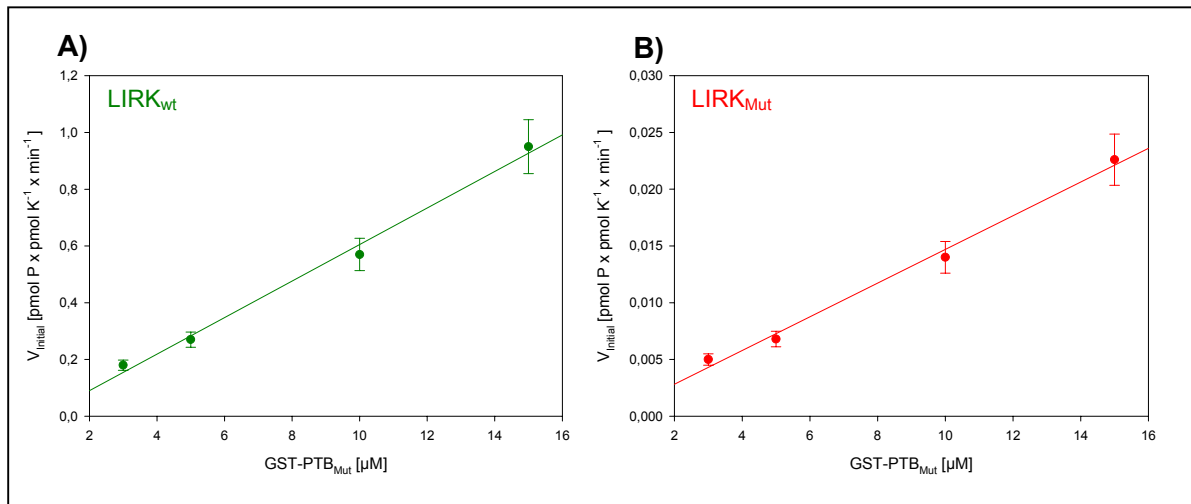 A)
LIRKwt
1,2
1,0
0,8
0,6
0,4
0,2
0,0
VInitial [pmol P x pmol K⁻¹ x min⁻¹ ]
2 4 6 8 10 12 14 16
GST-PTBMut [µM]
B)
LIRKMut
0,030
0,025
0,020
0,015
0,010
0,005
0,000
VInitial [pmol P x pmol K⁻¹ x min⁻¹ ]
2 4 6 8 10 12 14 16
GST-PTBMut [µM]